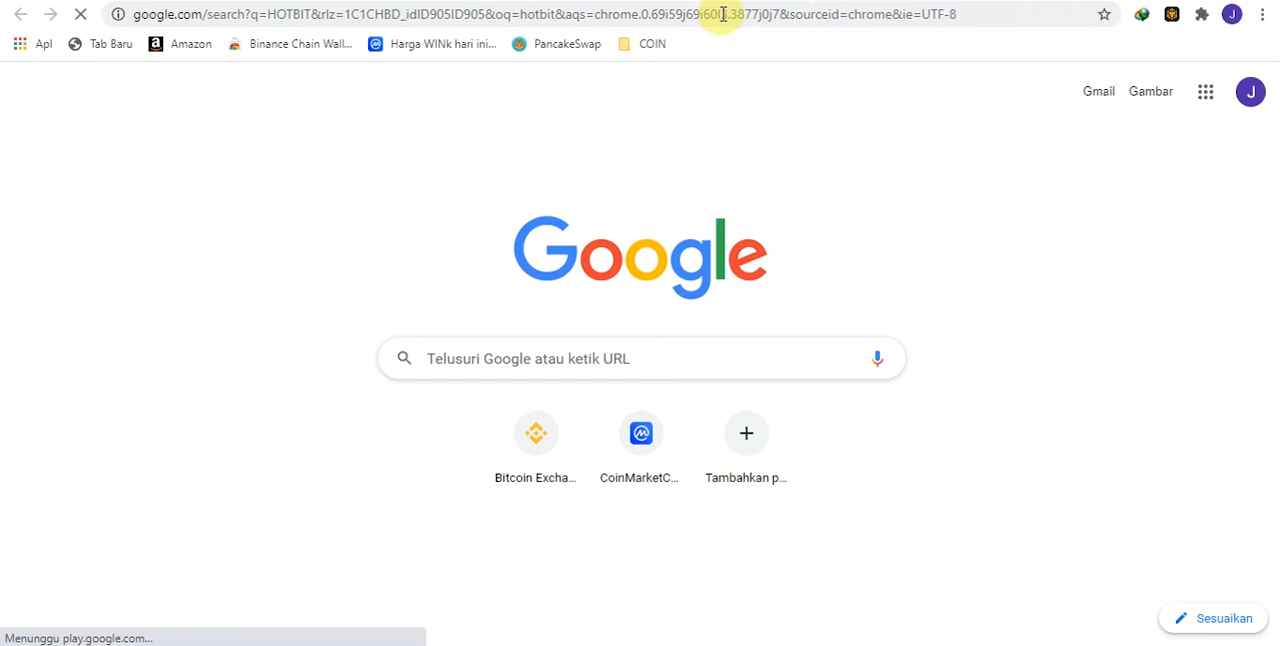 google.com/search?q=HOTBIT&rlz=1C1CHBD_idID905ID905&oq=hotbit&aqs=chrome.0.69i59j69i60l3.3877j0j7&sourceid=chrome&ie=UTF-8
J
Apl Tab Baru Amazon Binance Chain Wall... Harga WINk hari ini... PancakeSwap COIN
Gmail Gambar J
Google
Telusuri Google atau ketik URL
Bitcoin Excha... CoinMarketC... Tambahkan p...
Sesuaikan
Menunggu play.google.com...